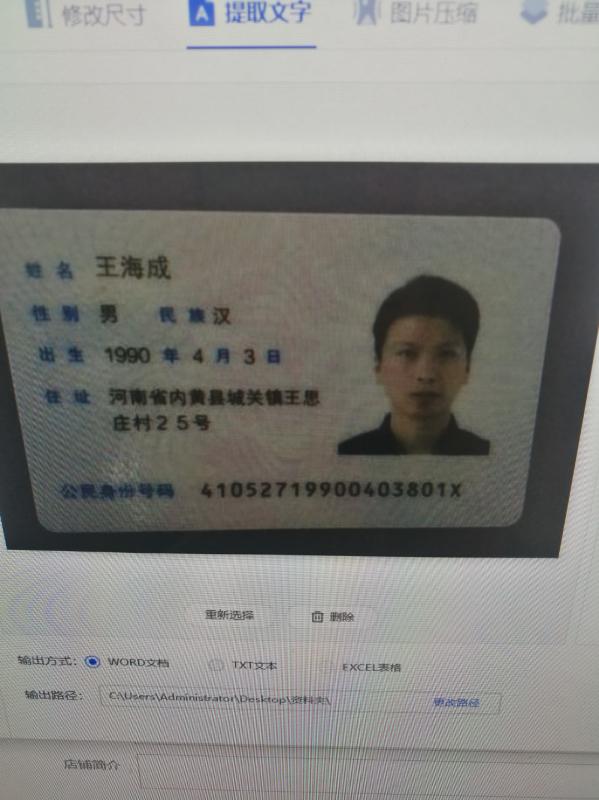 修改尺寸 提取文字 图片压缩 批量
姓名 王海成
性别 男 民族汉
出生 1990 年 4 月 3 日
住址 河南省内黄县城关镇王思
庄村25号
公民身份号码 41052719900403801X
重新选择 删除
输出方式: WORD文档 TXT文本 EXCEL表格
输出路径: C:\Users\Administrator\Desktop\资料夹\ 更改路径
店铺简介